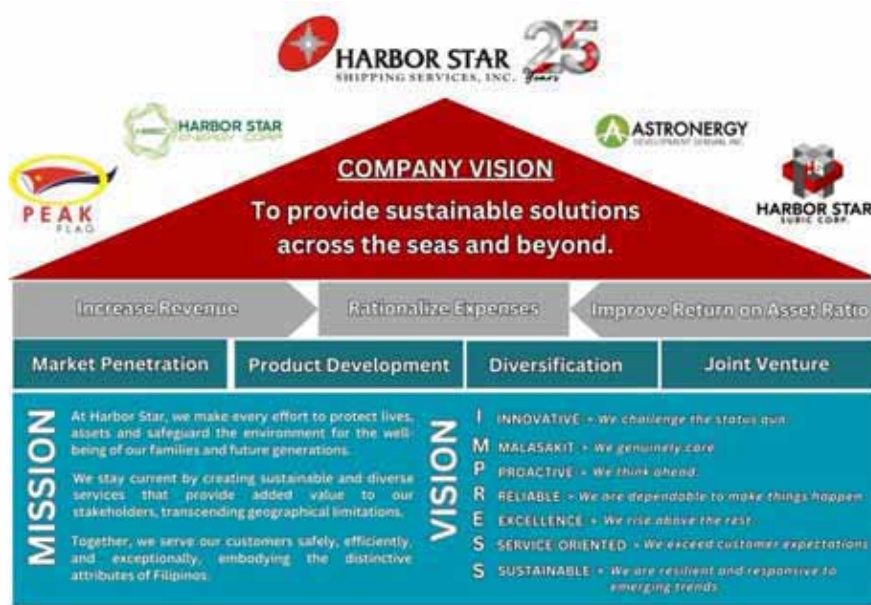 HARBOR STAR
SHIPPING SERVICES, INC.
25
Years
HARBOR STAR
ENERGY CORP
ASTRONERGY
DEVELOPMENT
PEAK
FLAG
HARBOR STAR
SUBIC CORP.
COMPANY VISION
To provide sustainable solutions
across the seas and beyond.
Increase Revenue
Rationalize Expenses
Improve Return on Asset Ratio
Market Penetration
Product Development
Diversification
Joint Venture
MISSION
At Harbor Star, we make every effort to protect lives,
assets and safeguard the environment for the well-
being of our families and future generations.
We stay current by creating sustainable and diverse
services that provide added value to our
stakeholders, transcending geographical limitations.
Together, we serve our customers safely, efficiently,
and exceptionally, embodying the distinctive
attributes of Filipinos.
VISION
I INNOVATIVE - We challenge the status quo.
M MALASAKIT - We genuinely care
P PROACTIVE - We think ahead.
R RELIABLE - We are dependable to make things happen
E EXCELLENCE - We rise above the rest
S SERVICE ORIENTED - We exceed customer expectations
S SUSTAINABLE - We are resilient and responsive to
emerging trends